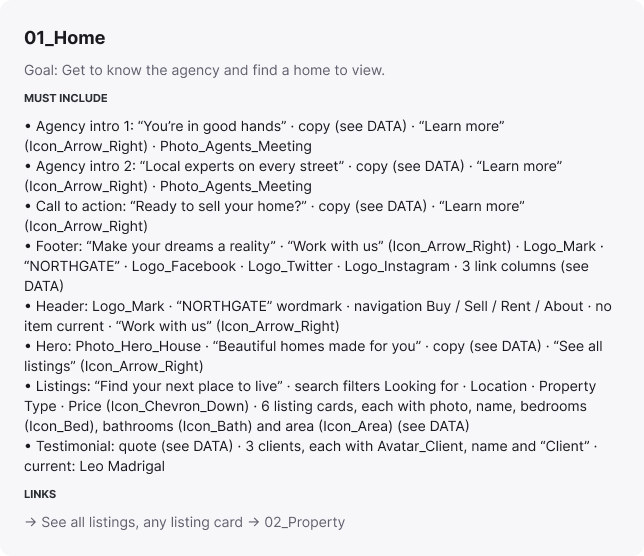 01_Home
Goal: Get to know the agency and find a home to view.
MUST INCLUDE
• Agency intro 1: “You’re in good hands” · copy (see DATA) · “Learn more”
(Icon_Arrow_Right) · Photo_Agents_Meeting
• Agency intro 2: “Local experts on every street” · copy (see DATA) · “Learn more”
(Icon_Arrow_Right) · Photo_Agents_Meeting
• Call to action: “Ready to sell your home?” · copy (see DATA) · “Learn more”
(Icon_Arrow_Right)
• Footer: “Make your dreams a reality” · “Work with us” (Icon_Arrow_Right) · Logo_Mark ·
“NORTHGATE” · Logo_Facebook · Logo_Twitter · Logo_Instagram · 3 link columns (see
DATA)
• Header: Logo_Mark · “NORTHGATE” wordmark · navigation Buy / Sell / Rent / About · no
item current · “Work with us” (Icon_Arrow_Right)
• Hero: Photo_Hero_House · “Beautiful homes made for you” · copy (see DATA) · “See all
listings” (Icon_Arrow_Right)
• Listings: “Find your next place to live” · search filters Looking for · Location · Property
Type · Price (Icon_Chevron_Down) · 6 listing cards, each with photo, name, bedrooms
(Icon_Bed), bathrooms (Icon_Bath) and area (Icon_Area) (see DATA)
• Testimonial: quote (see DATA) · 3 clients, each with Avatar_Client, name and “Client” ·
current: Leo Madrigal
LINKS
→ See all listings, any listing card → 02_Property